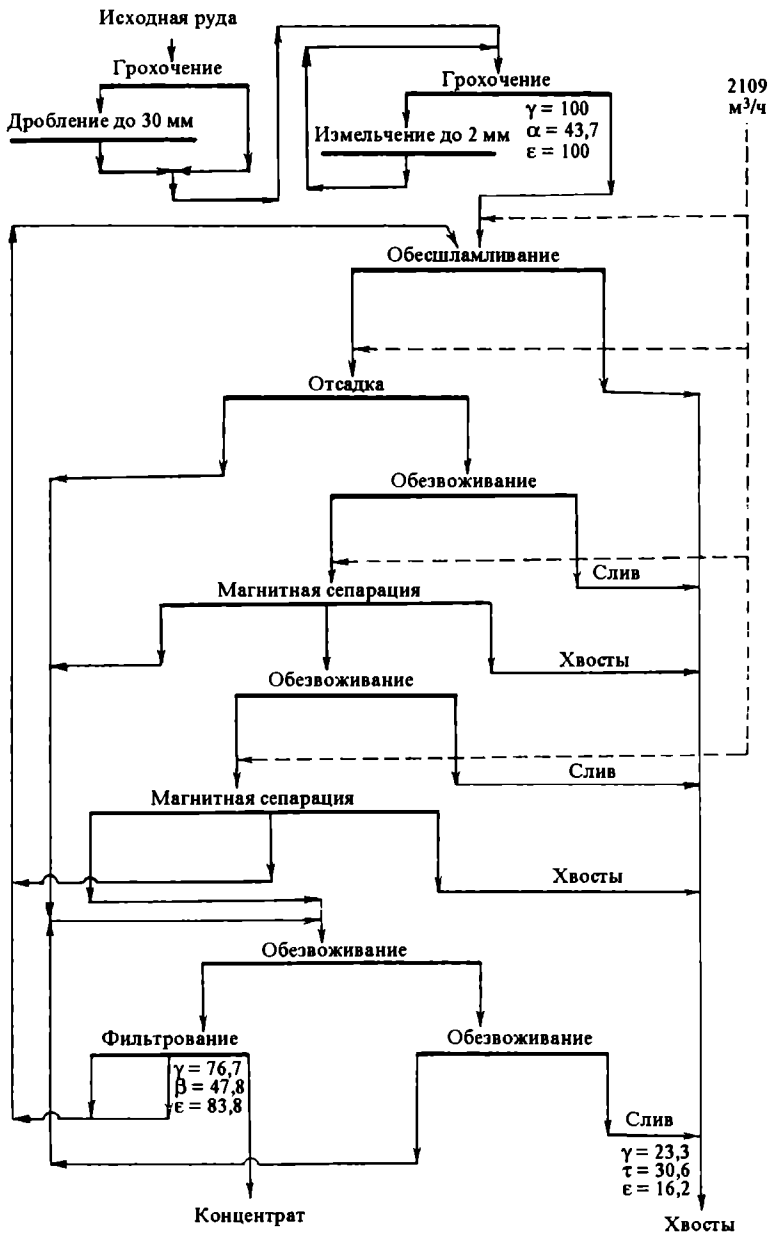 Исходная руда
Грохочение
Дробление до 30 мм
Грохочение
γ = 100
α = 43,7
ε = 100
Измельчение до 2 мм
2109
м³/ч
Обесшламливание
Отсадка
Обезвоживание
Слив
Магнитная сепарация
Хвосты
Обезвоживание
Слив
Магнитная сепарация
Хвосты
Обезвоживание
Фильтрование
γ = 76,7
β = 47,8
ε = 83,8
Обезвоживание
Слив
γ = 23,3
τ = 30,6
ε = 16,2
Концентрат
Хвосты